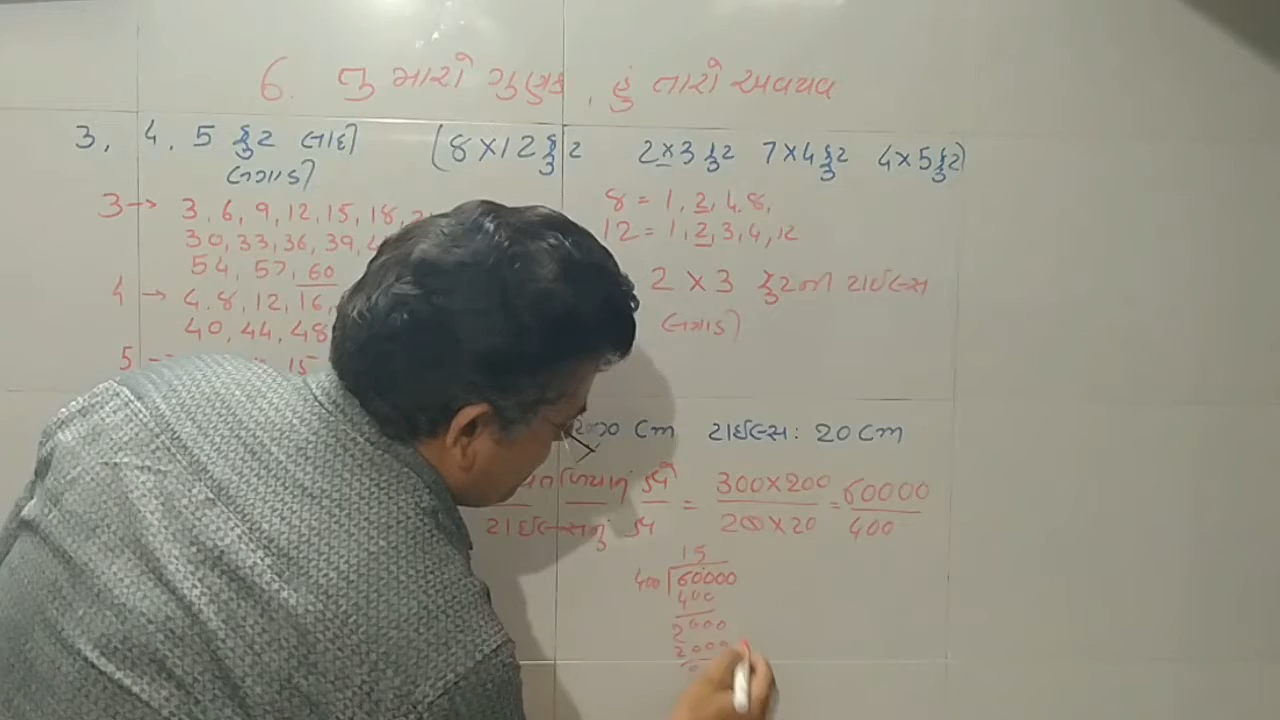 6. તુ મારો ગુણક, હું તારો અવયવ
3, 4, 5 ફુટ લાદી (8×12 ફુટ 2×3 ફુટ 7×4 ફુટ 4×5 ફુટ)
લગાડી
3→ 3, 6, 9, 12, 15, 18,
30, 33, 36, 39,
54, 57, 60
4 → 4, 8, 12, 16,
40, 44, 48
5 15
8 = 1, 2, 4, 8,
12 = 1, 2, 3, 4, 12
2 × 3 ફુટની ટાઈલ્સ
લગાડી
Cm ટાઈલ્સ: 20 Cm
= 300×200 = 60000
ટાઈલ્સનું 20×20 400
15
400 60000
400
2000
2000
0